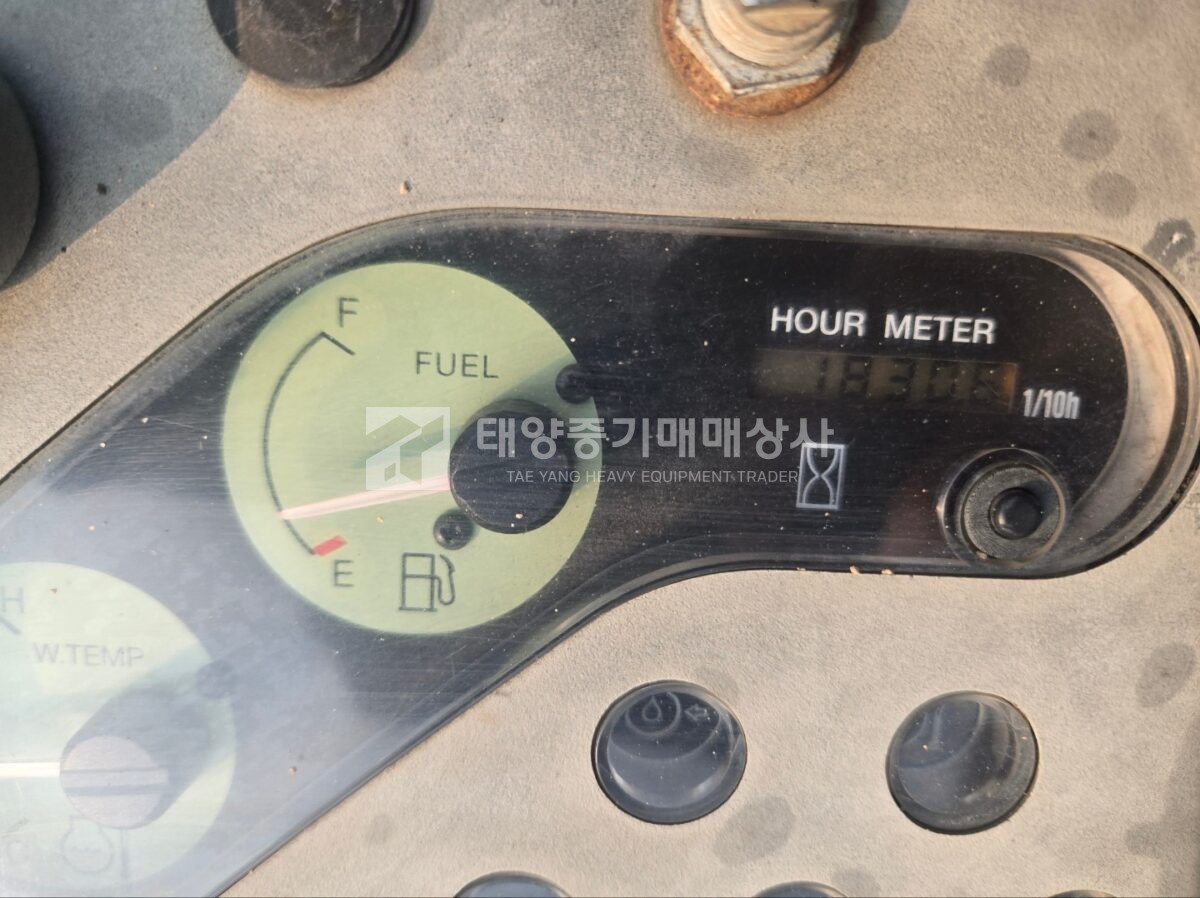 F
FUEL
E
HOUR METER
1/10h
태양중기매매상사
TAE YANG HEAVY EQUIPMENT TRADER
H
W.TEMP